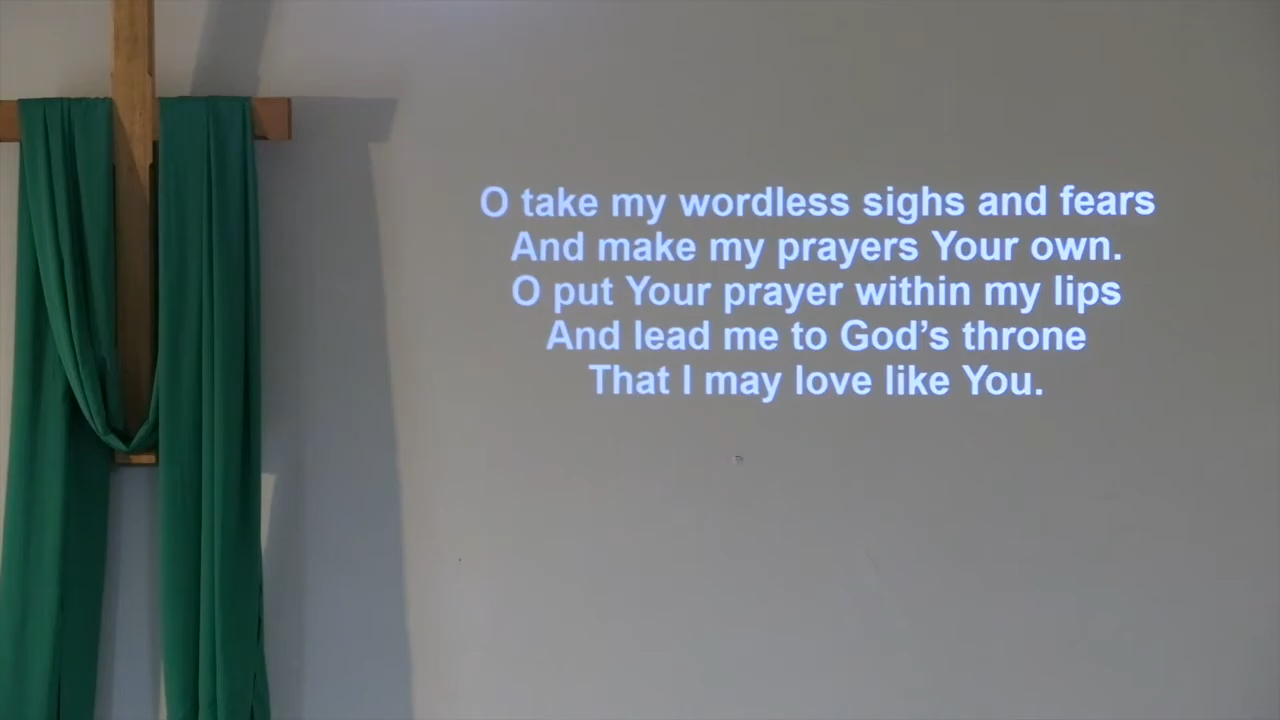 O take my wordless sighs and fears
And make my prayers Your own.
O put Your prayer within my lips
And lead me to God’s throne
That I may love like You.